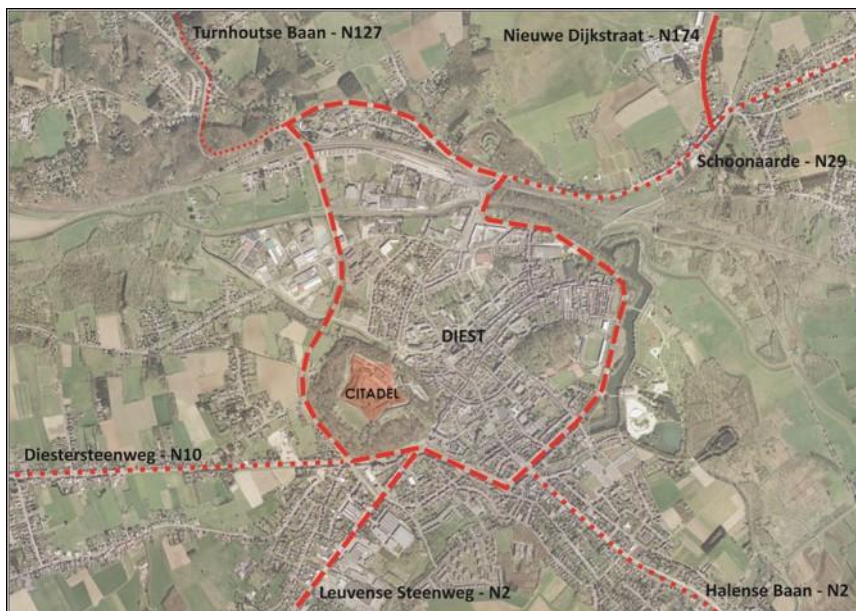 Turnhoutse Baan - N127
Nieuwe Dijkstraat - N174
Schoonaarde - N29
DIEST
CITADEL
Diestersteenweg - N10
Leuvense Steenweg - N2
Halense Baan - N2